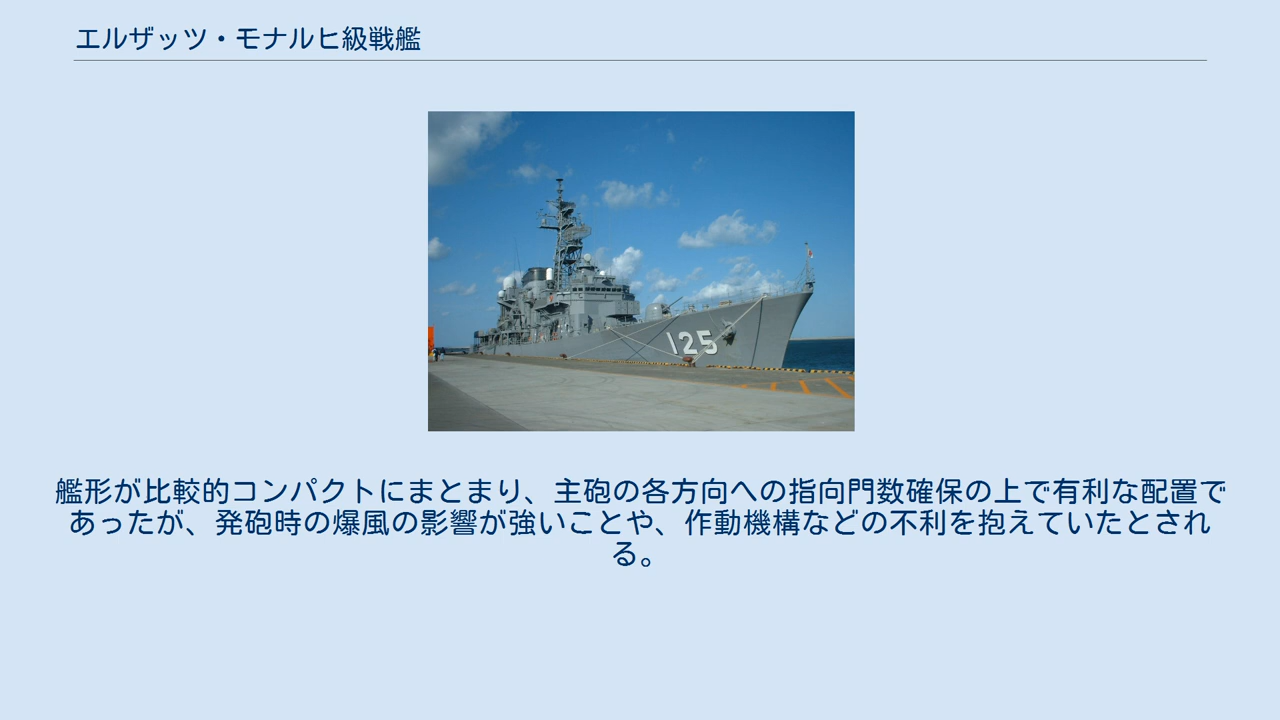 エルザッツ・モナルヒ級戦艦
125
艦形が比較的コンパクトにまとまり、主砲の各方向への指向門数確保の上で有利な配置で
あったが、発砲時の爆風の影響が強いことや、作動機構などの不利を抱えていたとされ
る。